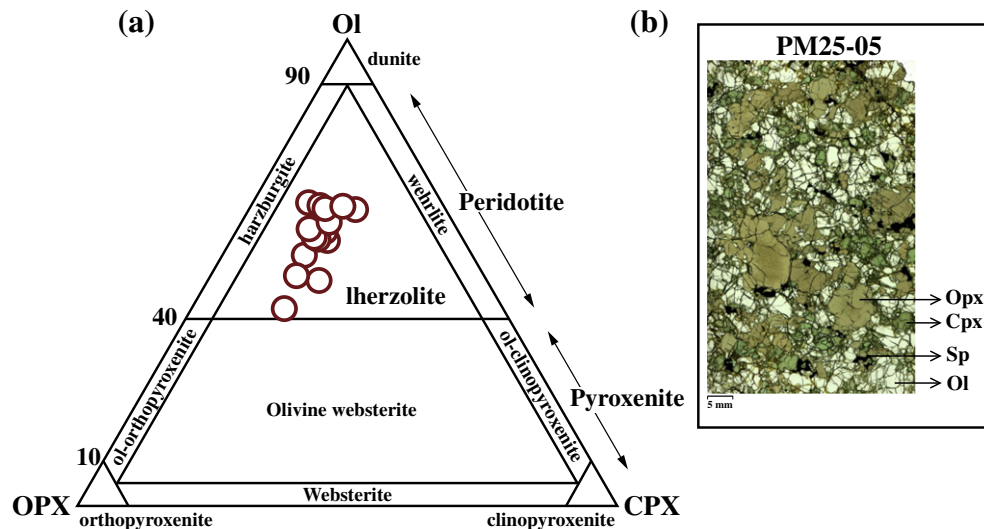 (a)
Ol
dunite
90
harzburgite
wehrlite
Peridotite
lherzolite
40
ol-orthopyroxenite
ol-clinopyroxenite
Olivine websterite
Pyroxenite
10
Websterite
OPX
CPX
orthopyroxenite
clinopyroxenite
(b)
PM25-05
Opx
Cpx
Sp
Ol
5 mm